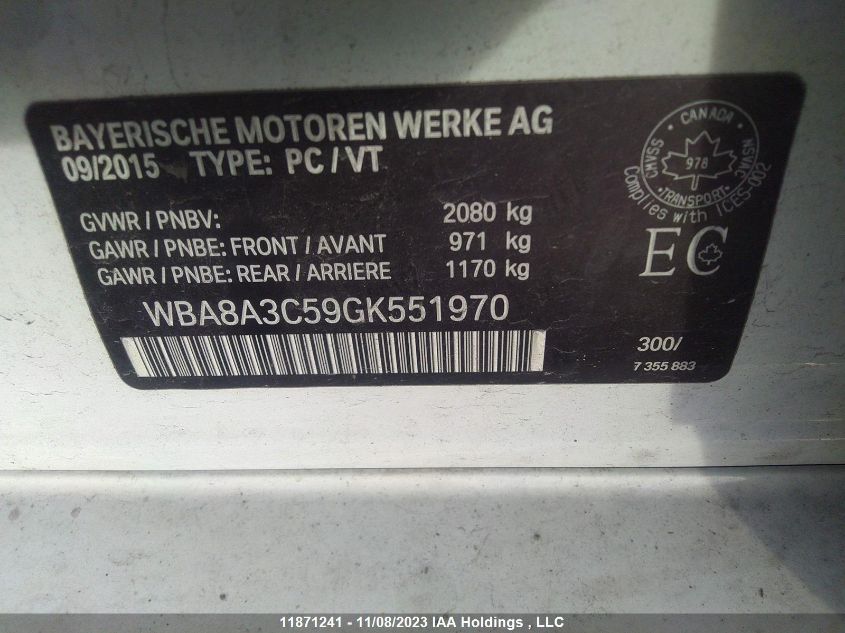 BAYERISCHE MOTOREN WERKE AG
09/2015 TYPE: PC / VT
GVWR / PNBV: 2080 kg
GAWR / PNBE: FRONT / AVANT 971 kg
GAWR / PNBE: REAR / ARRIERE 1170 kg
WBA8A3C59GK551970
CANADA
CMVSS
NSVAC
978
TRANSPORT
Complies with ICES-002
EC
300/
7 355 883
11871241 - 11/08/2023 IAA Holdings , LLC